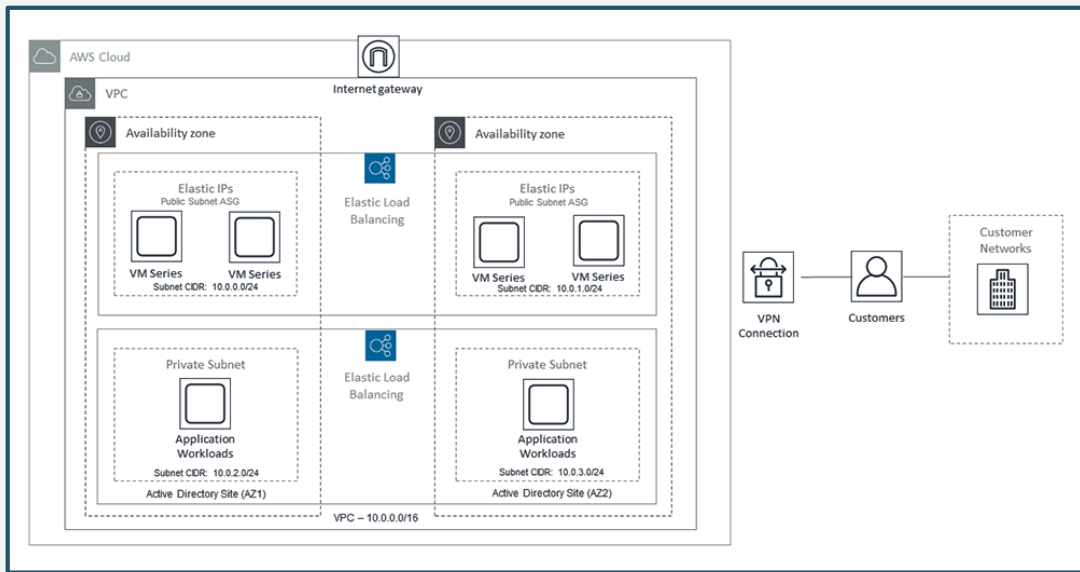 AWS Cloud
Internet gateway
VPC
Availability zone
Availability zone
Elastic IPs
Public Subnet ASG
VM Series
VM Series
Subnet CIDR: 10.0.0.0/24
Elastic Load
Balancing
Elastic IPs
Public Subnet ASG
VM Series
VM Series
Subnet CIDR: 10.0.1.0/24
Private Subnet
Application
Workloads
Subnet CIDR: 10.0.2.0/24
Active Directory Site (AZ1)
Elastic Load
Balancing
Private Subnet
Application
Workloads
Subnet CIDR: 10.0.3.0/24
Active Directory Site (AZ2)
VPC – 10.0.0.0/16
VPN
Connection
Customers
Customer
Networks